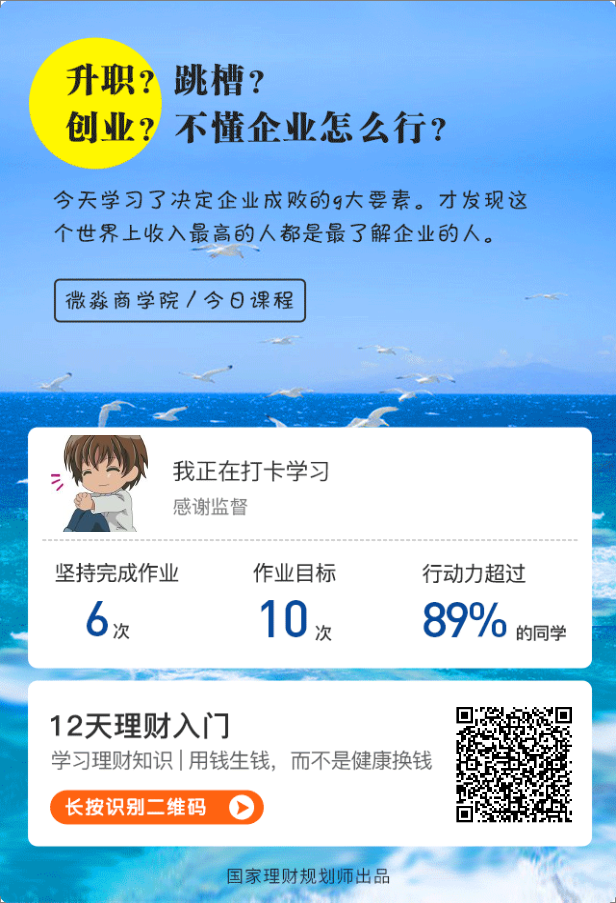 升职？跳槽？
创业？不懂企业怎么行？
今天学习了决定企业成败的9大要素。才发现这
个世界上收入最高的人都是最了解企业的人。
微淼商学院/今日课程
我正在打卡学习
感谢监督
坚持完成作业 作业目标 行动力超过
6次 10次 89%的同学
12天理财入门
学习理财知识|用钱生钱，而不是健康换钱
长按识别二维码
国家理财规划师出品